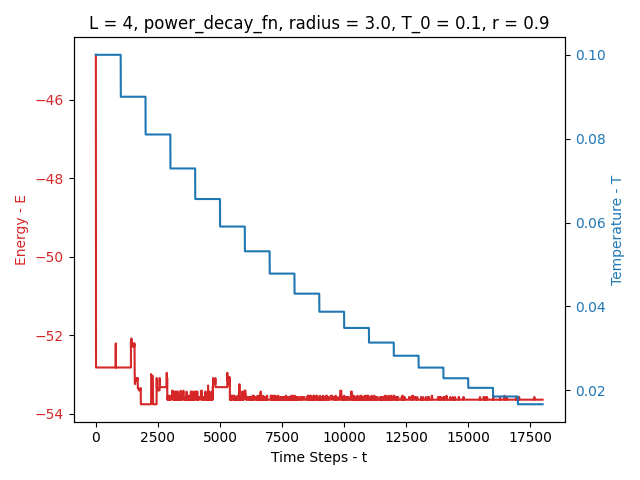 L = 4, power_decay_fn, radius = 3.0, T_0 = 0.1, r = 0.9
Energy - E
−46
−48
−50
−52
−54
0.10
0.08
0.06
0.04
0.02
Temperature - T
0 2500 5000 7500 10000 12500 15000 17500
Time Steps - t